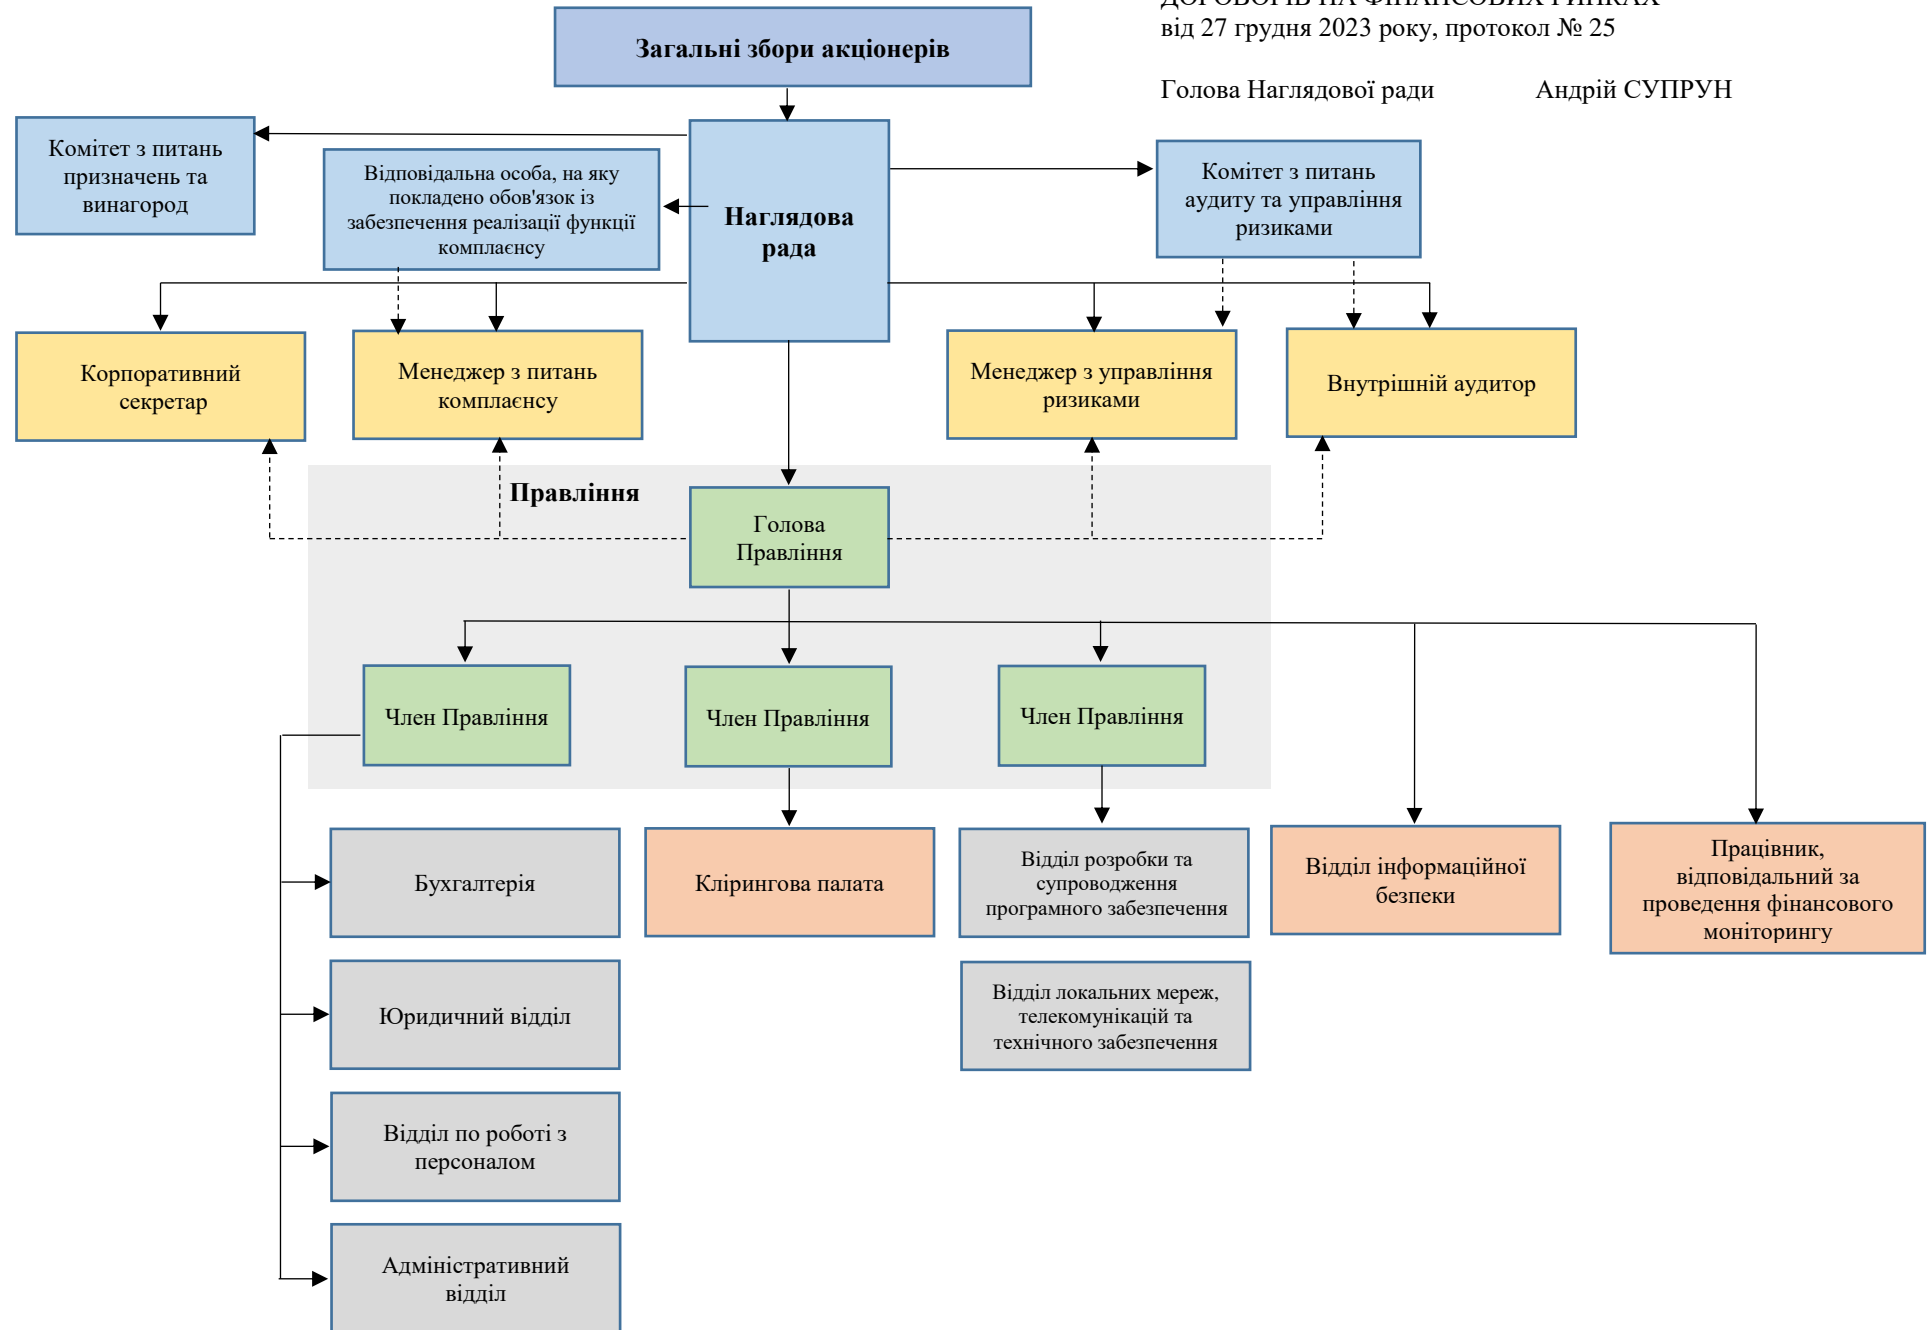 ДОГОВОРІВ НА ФІНАНСОВИХ РИНКАХ
від 27 грудня 2023 року, протокол № 25
Голова Наглядової ради Андрій СУПРУН
Загальні збори акціонерів
Комітет з питань
призначень та
винагород
Відповідальна особа, на яку
покладено обов'язок із
забезпечення реалізації функції
комплаєнсу
Наглядова
рада
Комітет з питань
аудиту та управління
ризиками
Корпоративний
секретар
Менеджер з питань
комплаєнсу
Менеджер з управління
ризиками
Внутрішній аудитор
Правління
Голова
Правління
Член Правління
Член Правління
Член Правління
Бухгалтерія
Клірингова палата
Відділ розробки та
супроводження
програмного забезпечення
Відділ інформаційної
безпеки
Працівник,
відповідальний за
проведення фінансового
моніторингу
Юридичний відділ
Відділ локальних мереж,
телекомунікацій та
технічного забезпечення
Відділ по роботі з
персоналом
Адміністративний
відділ